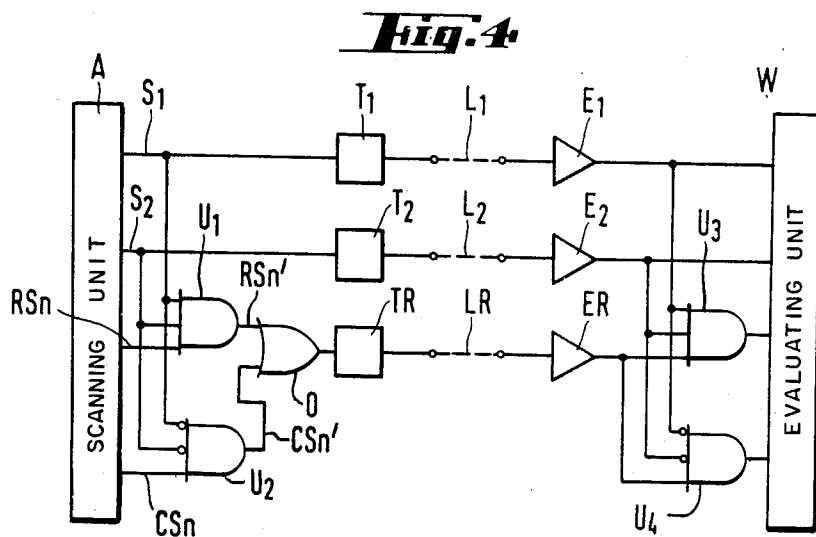 Fig. 4
A
S1
T1
L1
E1
W
S2
U1
T2
L2
E2
U3
RSn
RSn'
TR
LR
ER
O
CSn'
U2
CSn
U4
SCANNING UNIT
EVALUATING UNIT